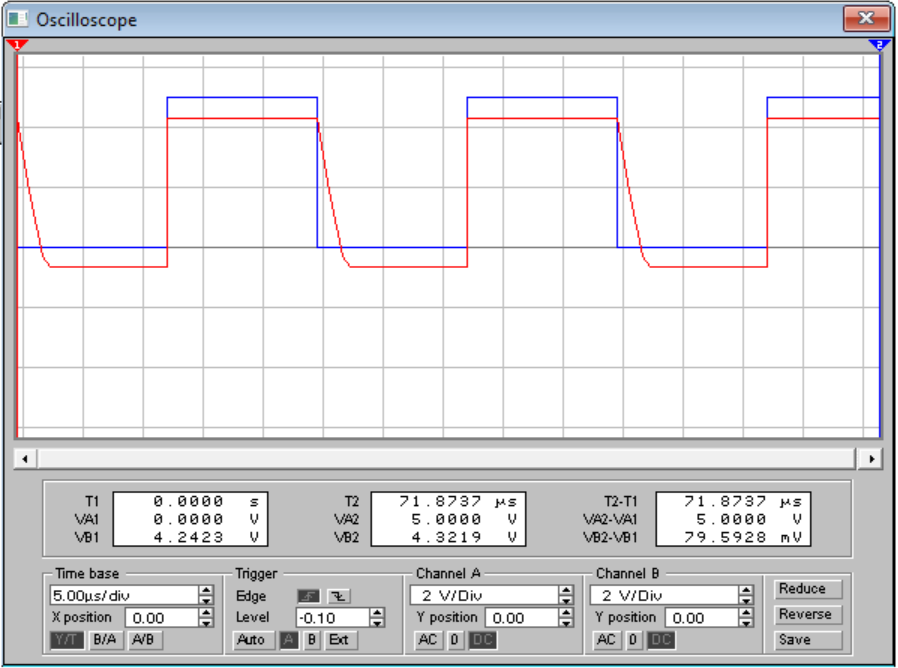 Oscilloscope
1 2
T1 0.0000 s T2 71.8737 µs T2-T1 71.8737 µs
VA1 0.0000 V VA2 5.0000 V VA2-VA1 5.0000 V
VB1 4.2423 V VB2 4.3219 V VB2-VB1 79.5928 mV
Time base Trigger Channel A Channel B
5.00µs/div Edge 2 V/Div 2 V/Div Reduce
X position 0.00 Level -0.10 Y position 0.00 Y position 0.00 Reverse
Y/T B/A A/B Auto A B Ext AC 0 DC AC 0 DC Save